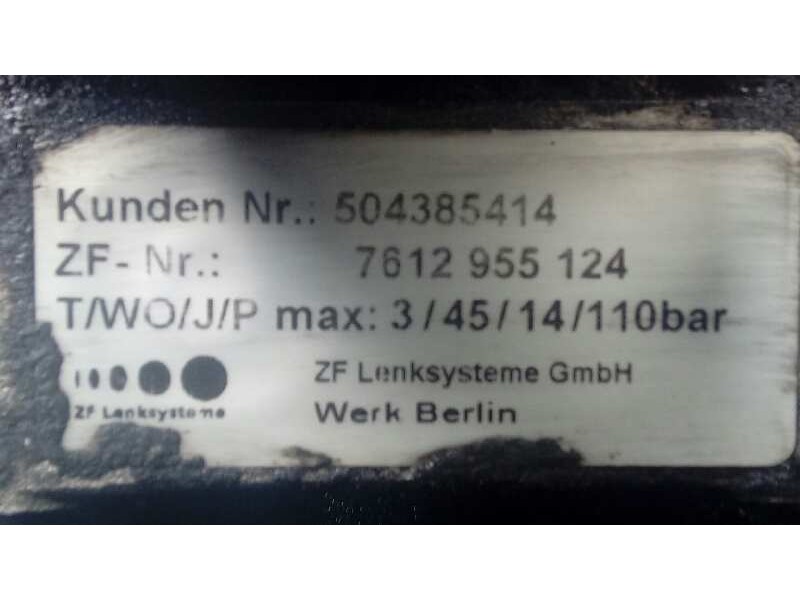 Kunden Nr.: 504385414
ZF- Nr.: 7612 955 124
T/WO/J/P max: 3/45/14/110bar
ZF Lenksysteme GmbH
ZF Lenksysteme
Werk Berlin